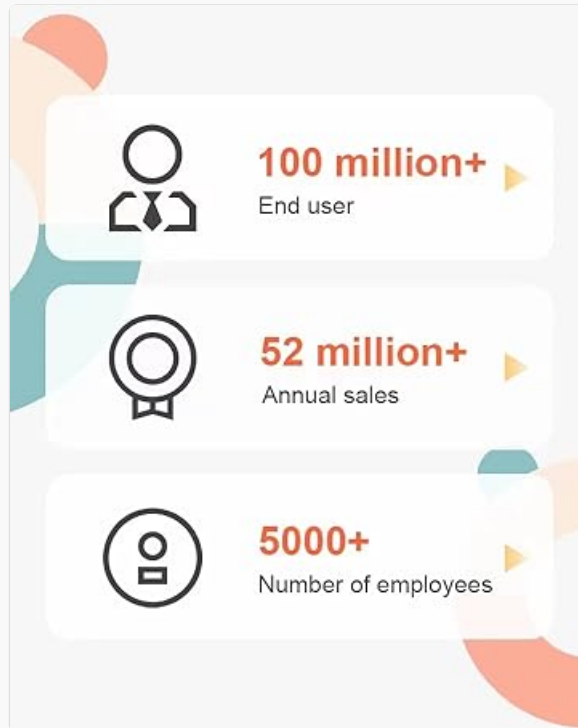 100 million+
End user
52 million+
Annual sales
5000+
Number of employees